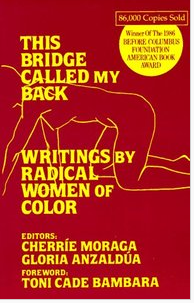 86,000 Copies Sold
Winner Of The 1986
BEFORE COLUMBUS
FOUNDATION
AMERICAN BOOK
AWARD
THIS
BRIDGE
CALLED MY
BACK
WRITINGS BY
RADICAL
WOMEN OF
COLOR
EDITORS:
CHERRÍE MORAGA
GLORIA ANZALDÚA
FOREWORD:
TONI CADE BAMBARA